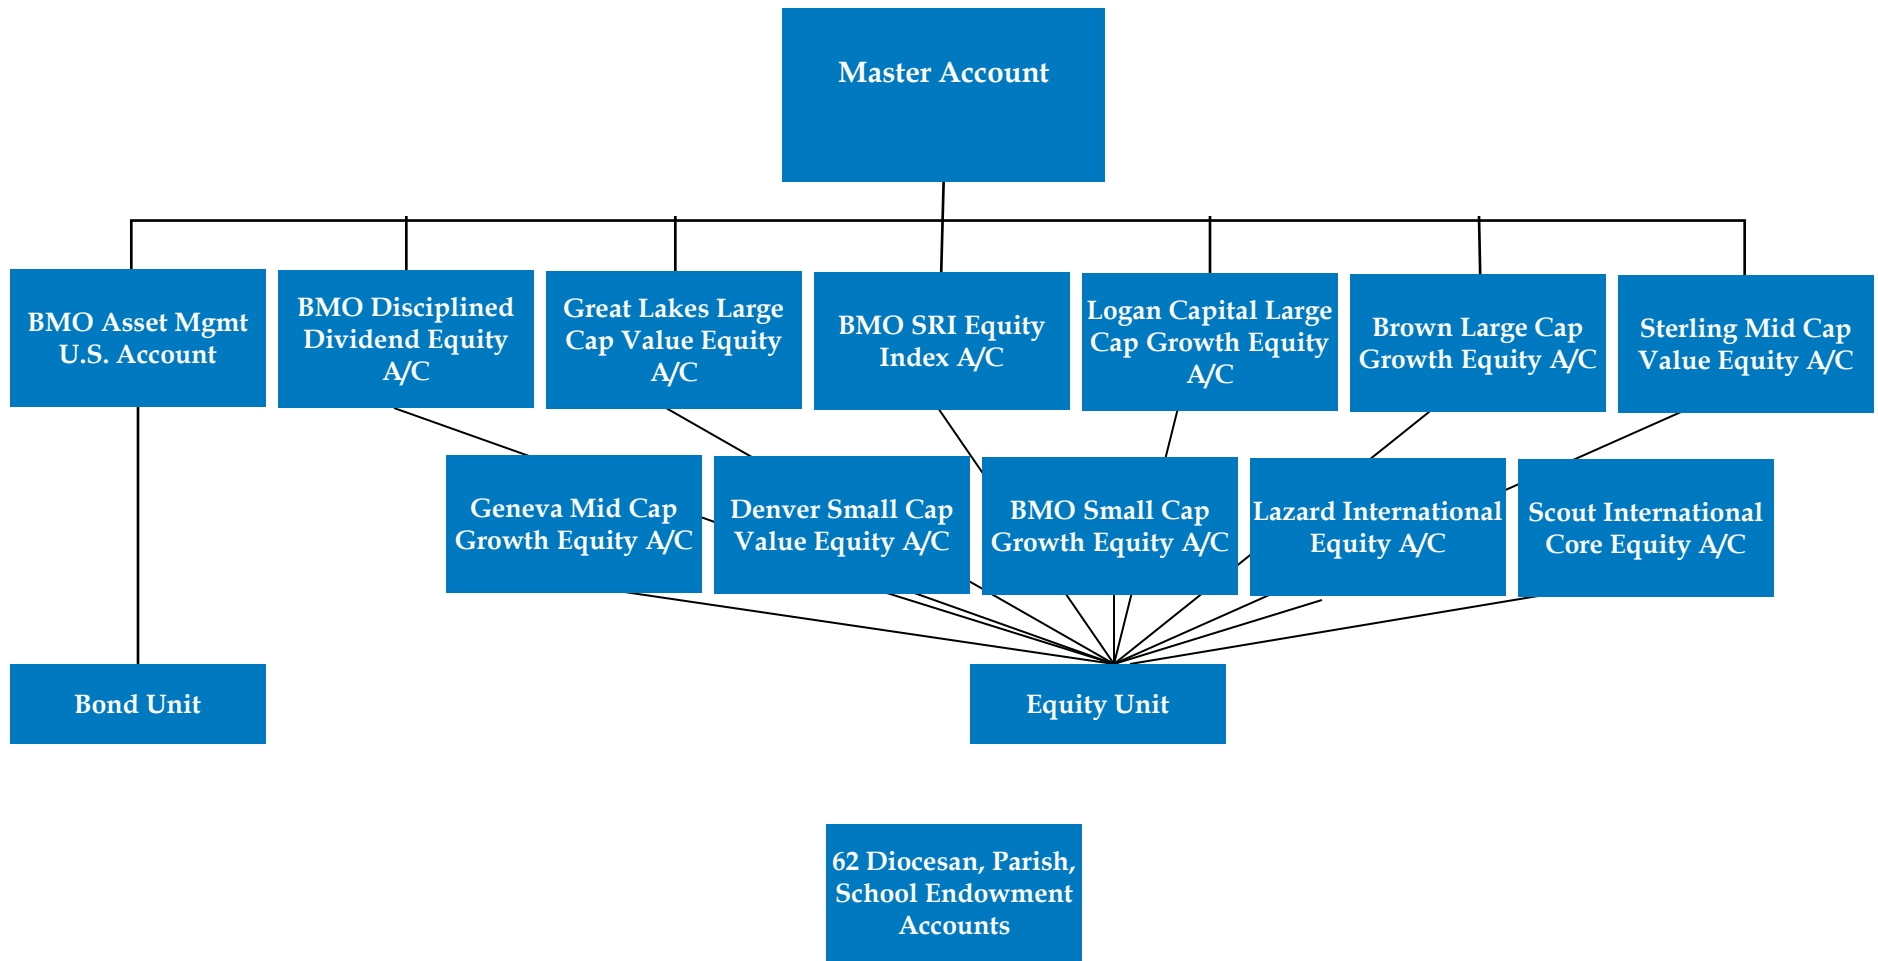 Master Account
BMO Asset Mgmt
U.S. Account
BMO Disciplined
Dividend Equity
A/C
Great Lakes Large
Cap Value Equity
A/C
BMO SRI Equity
Index A/C
Logan Capital Large
Cap Growth Equity
A/C
Brown Large Cap
Growth Equity A/C
Sterling Mid Cap
Value Equity A/C
Geneva Mid Cap
Growth Equity A/C
Denver Small Cap
Value Equity A/C
BMO Small Cap
Growth Equity A/C
Lazard International
Equity A/C
Scout International
Core Equity A/C
Bond Unit
Equity Unit
62 Diocesan, Parish,
School Endowment
Accounts